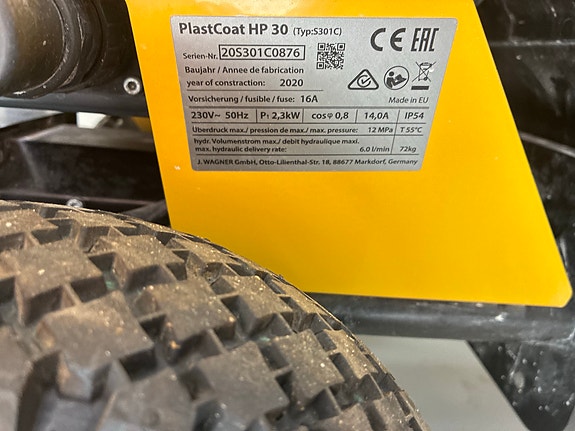 PlastCoat HP 30 (Typ:S301C)
Serien-Nr. 20S301C0876
Baujahr / Annee de fabrication
year of construction: 2020
CE EAC
Versicherung / fusible / fuse: 16A
Made in EU
230V~ 50Hz P1 2,3kW cosφ 0,8 14,0A IP54
Überdruck max./ pression de max./ max. pressure: 12 MPa T 55°C
hydr. Volumenstrom max./ debit hydraulique maxi.
max. hydraulic delivery rate: 6.0 l/min 72kg
J. WAGNER GmbH, Otto-Lilienthal-Str. 18, 88677 Markdorf, Germany